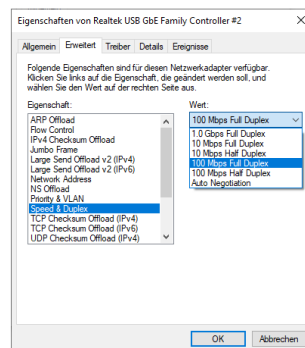 Eigenschaften von Realtek USB GbE Family Controller #2
Allgemein Erweitert Treiber Details Ereignisse
Folgende Eigenschaften sind für diesen Netzwerkadapter verfügbar.
Klicken Sie links auf die Eigenschaft, die geändert werden soll, und
wählen Sie den Wert auf der rechten Seite aus.
Eigenschaft:
ARP Offload
Flow Control
IPv4 Checksum Offload
Jumbo Frame
Large Send Offload v2 (IPv4)
Large Send Offload v2 (IPv6)
Network Address
NS Offload
Priority & VLAN
Speed & Duplex
TCP Checksum Offload (IPv4)
TCP Checksum Offload (IPv6)
UDP Checksum Offload (IPv4)
Wert:
100 Mbps Full Duplex
1.0 Gbps Full Duplex
10 Mbps Full Duplex
10 Mbps Half Duplex
100 Mbps Full Duplex
100 Mbps Half Duplex
Auto Negotiation
OK Abbrechen